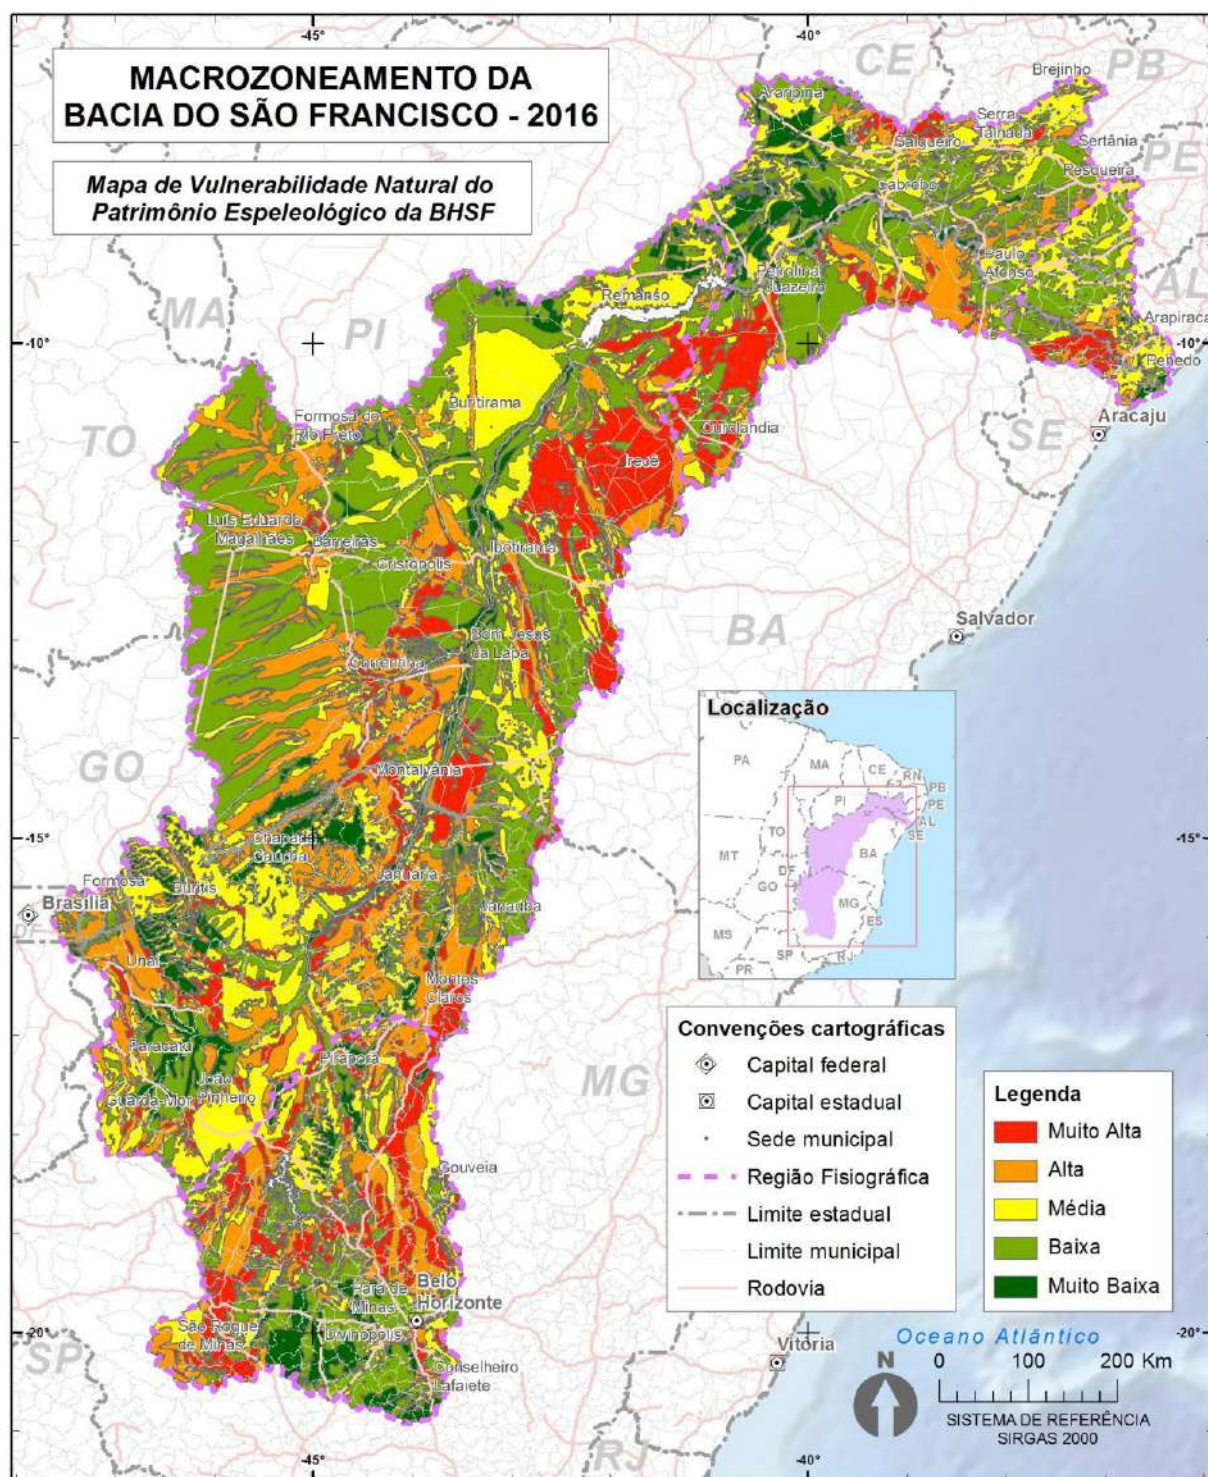 -45°
-40°
MACROZONEAMENTO DA
BACIA DO SÃO FRANCISCO - 2016
Mapa de Vulnerabilidade Natural do
Patrimônio Espeleológico da BHSF
CE
PB
Brejinho
Araripina
Serra
Talhada
Salgueiro
Sertânia
PE
Pesqueira
Cabrobó
Paulo
Afonso
Petrolina
Juazeiro
AL
Remanso
MA
PI
Arapiraca
-10°
-10°
Penedo
Buritirama
Formosa do
Rio Preto
Aracaju
TO
Ourolândia
SE
Irecê
Luís Eduardo
Magalhães
Barreiras
Ibotirama
Cristópolis
BA
Salvador
Bom Jesus
da Lapa
Correntina
Localização
PA
MA
CE
RN
PB
PI
PE
AL
SE
TO
BA
MT
DF
GO
MG
ES
MS
SP
RJ
PR
GO
Montalvânia
-15°
-15°
Chapada
Gaúcha
Januária
Formosa
Buritis
Brasília
DF
Janaúba
Unaí
Montes
Claros
Paracatu
Pirapora
João
Pinheiro
Guarda-Mor
MG
Gouveia
Convenções cartográficas
Capital federal
Capital estadual
Sede municipal
Região Fisiográfica
Limite estadual
Limite municipal
Rodovia
Legenda
Muito Alta
Alta
Média
Baixa
Muito Baixa
Pará de
Minas
Belo
Horizonte
São Roque
de Minas
Divinópolis
-20°
-20°
Conselheiro
Lafaiete
SP
Vitória
Oceano Atlântico
N
0 100 200 Km
SISTEMA DE REFERÊNCIA
SIRGAS 2000
RJ
-45°
-40°